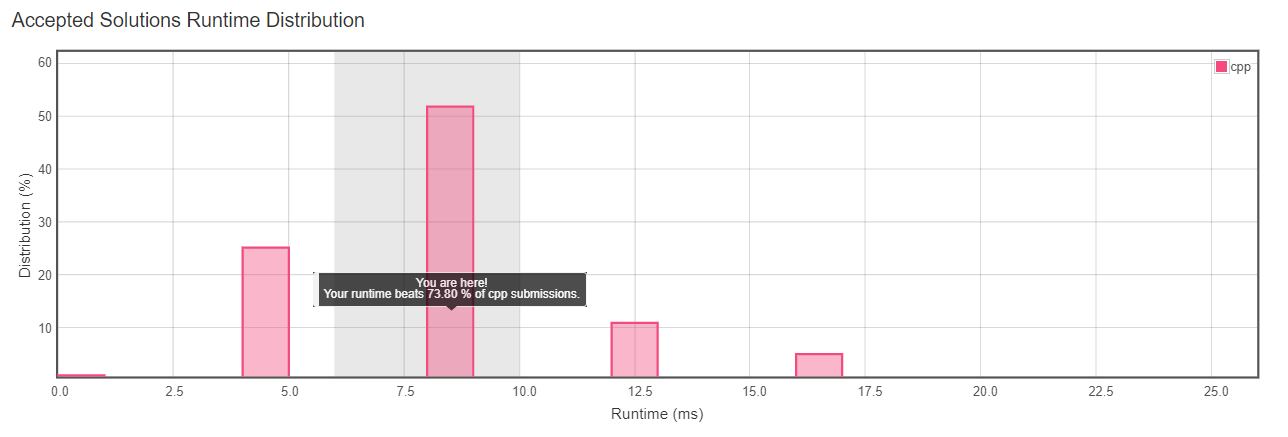 Accepted Solutions Runtime Distribution
60
cpp
50
40
30
20
10
Distribution (%)
You are here!
Your runtime beats 73.80 % of cpp submissions.
0.0 2.5 5.0 7.5 10.0 12.5 15.0 17.5 20.0 22.5 25.0
Runtime (ms)